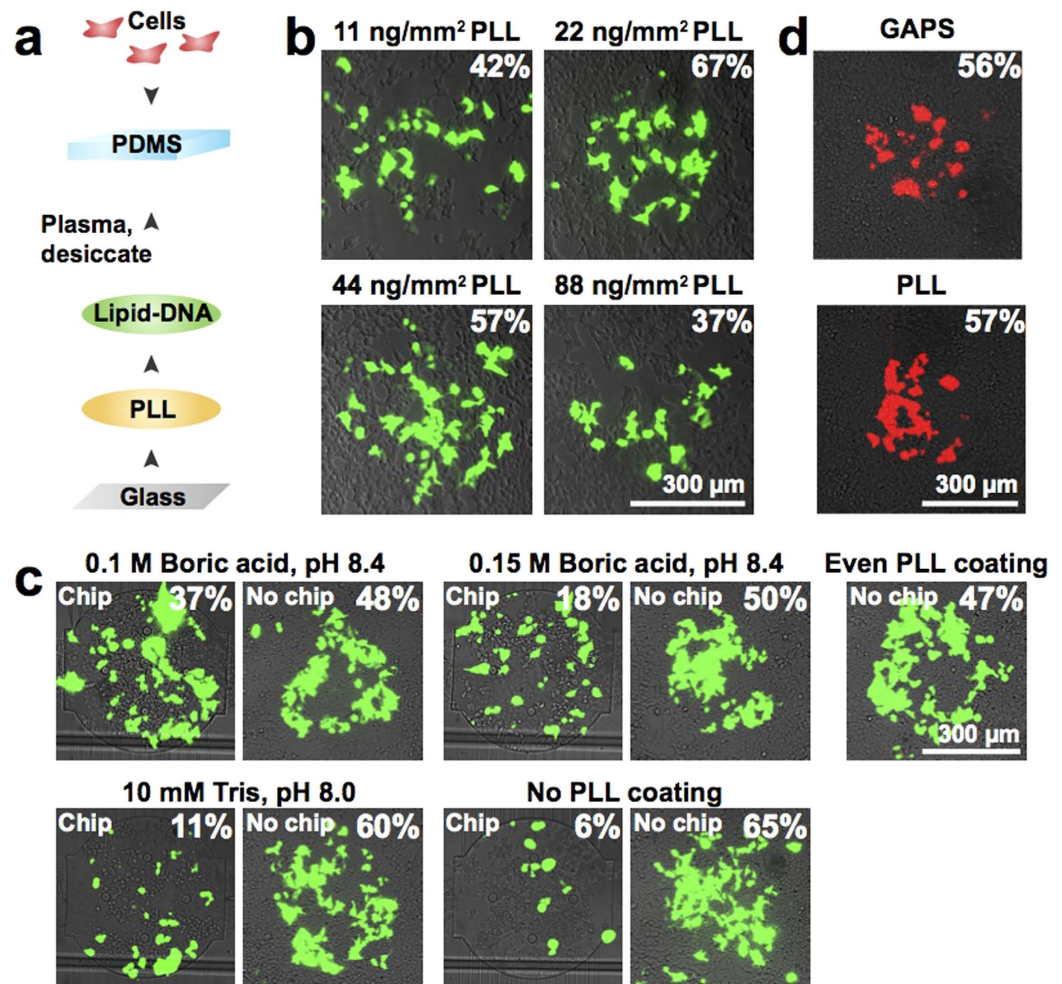 a
Cells
PDMS
Plasma,
desiccate
Lipid-DNA
PLL
Glass
b
11 ng/mm² PLL
42%
22 ng/mm² PLL
67%
44 ng/mm² PLL
57%
88 ng/mm² PLL
37%
300 µm
d
GAPS
56%
PLL
57%
300 µm
c
0.1 M Boric acid, pH 8.4
Chip 37%
No chip 48%
0.15 M Boric acid, pH 8.4
Chip 18%
No chip 50%
Even PLL coating
No chip 47%
300 µm
10 mM Tris, pH 8.0
Chip 11%
No chip 60%
No PLL coating
Chip 6%
No chip 65%